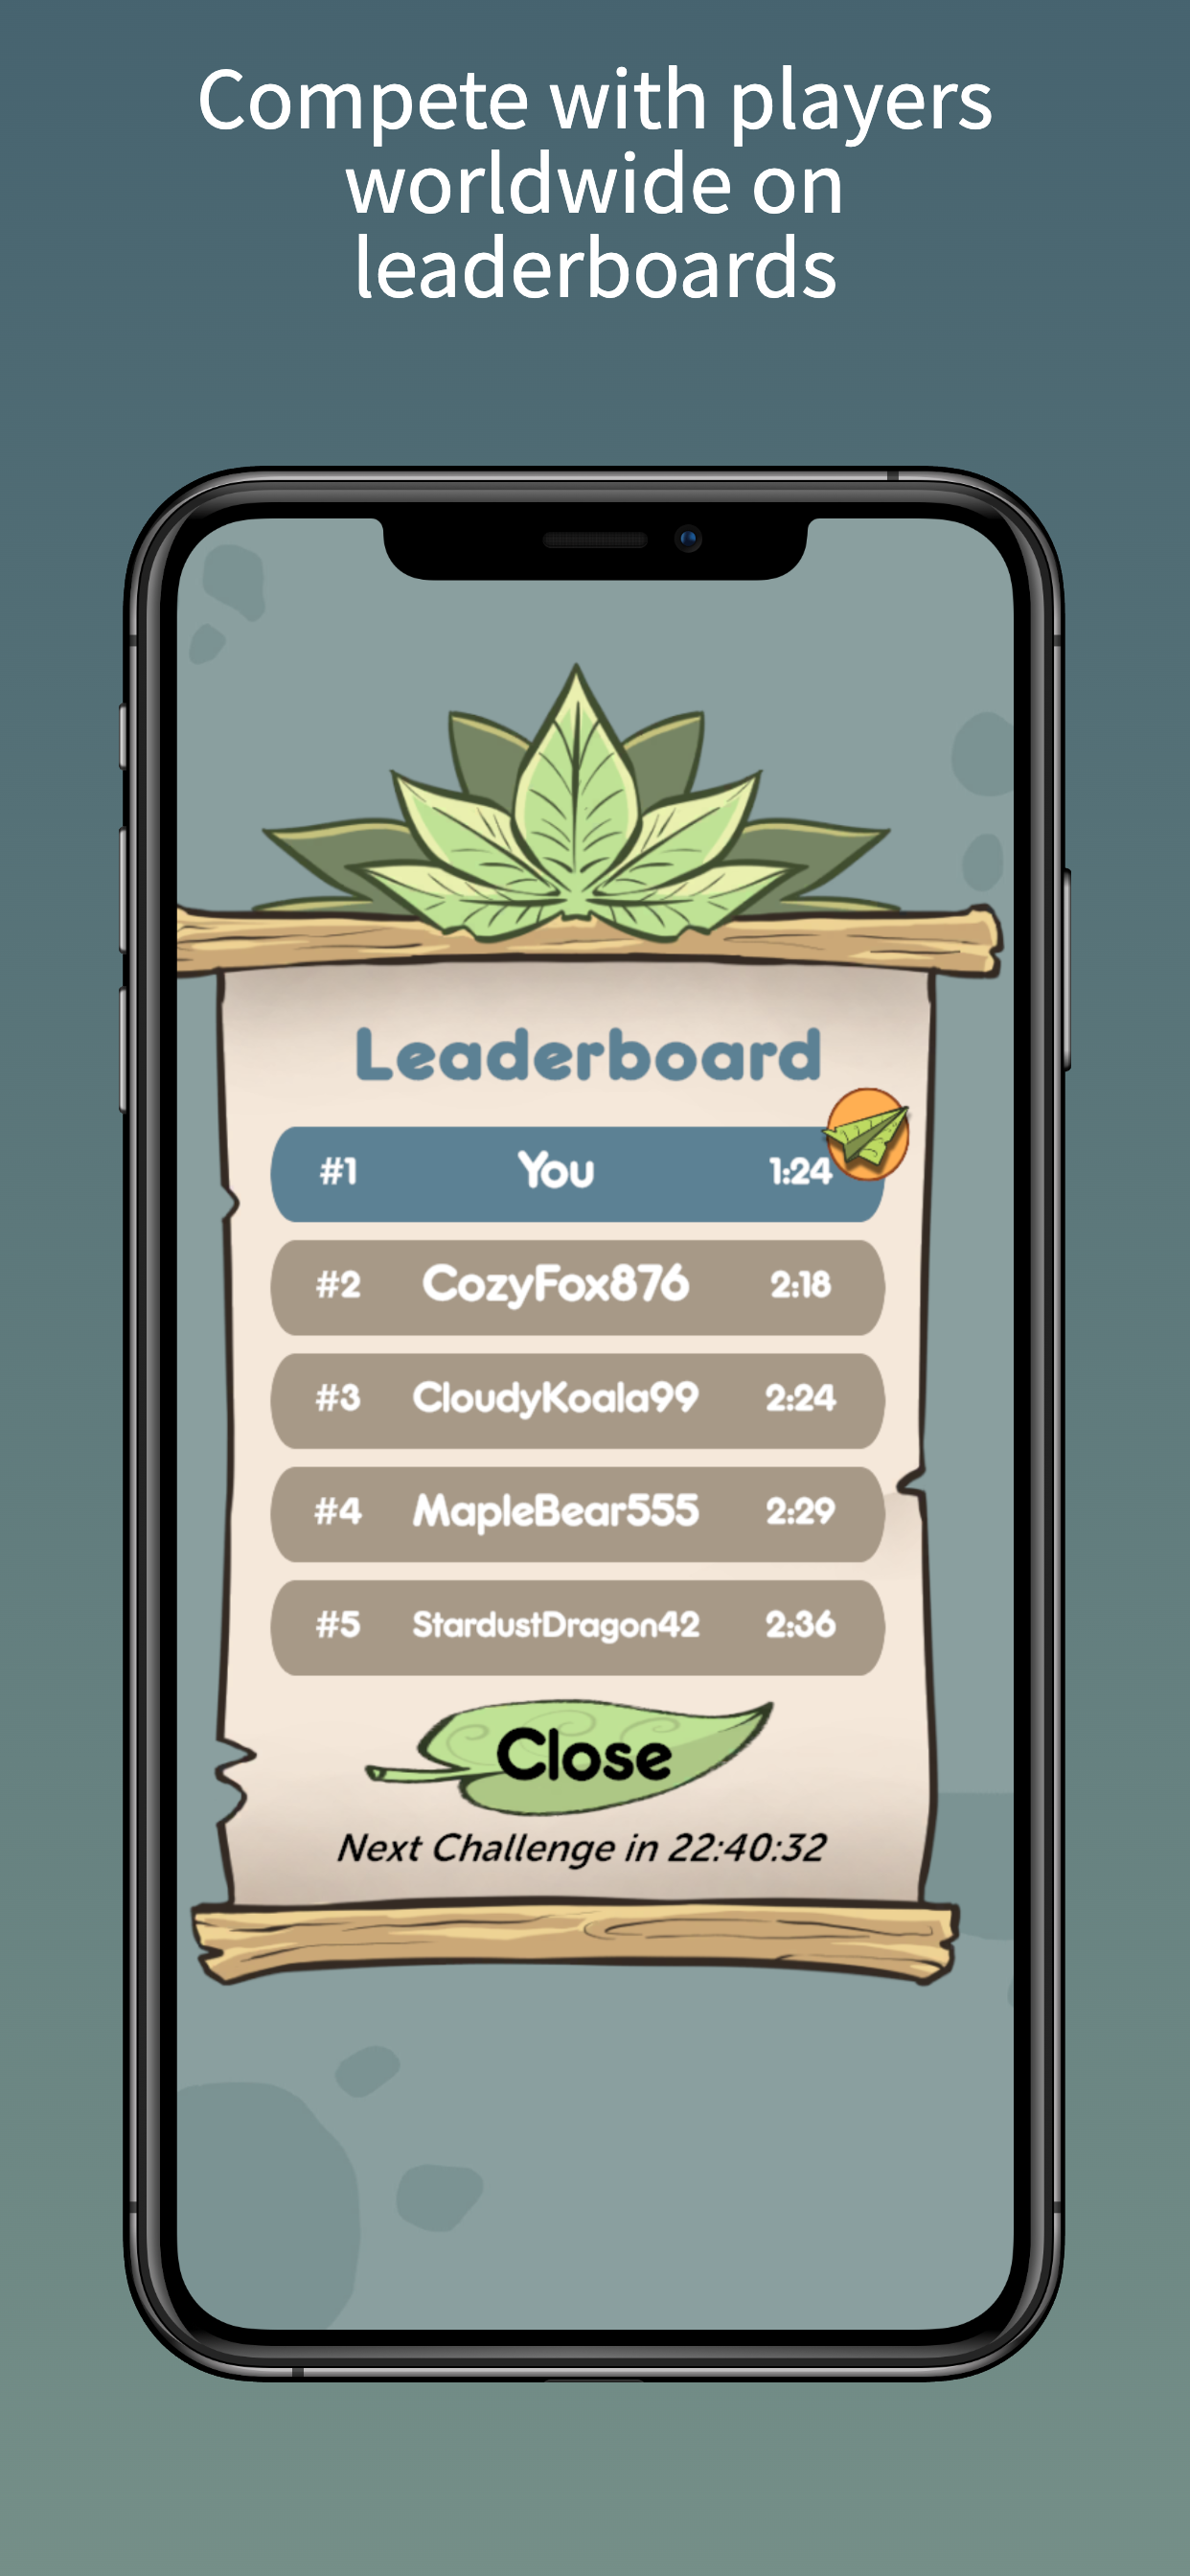 Compete with players
worldwide on
leaderboards
Leaderboard
#1 You 1:24
#2 CozyFox876 2:18
#3 CloudyKoala99 2:24
#4 MapleBear555 2:29
#5 StardustDragon42 2:36
Close
Next Challenge in 22:40:32